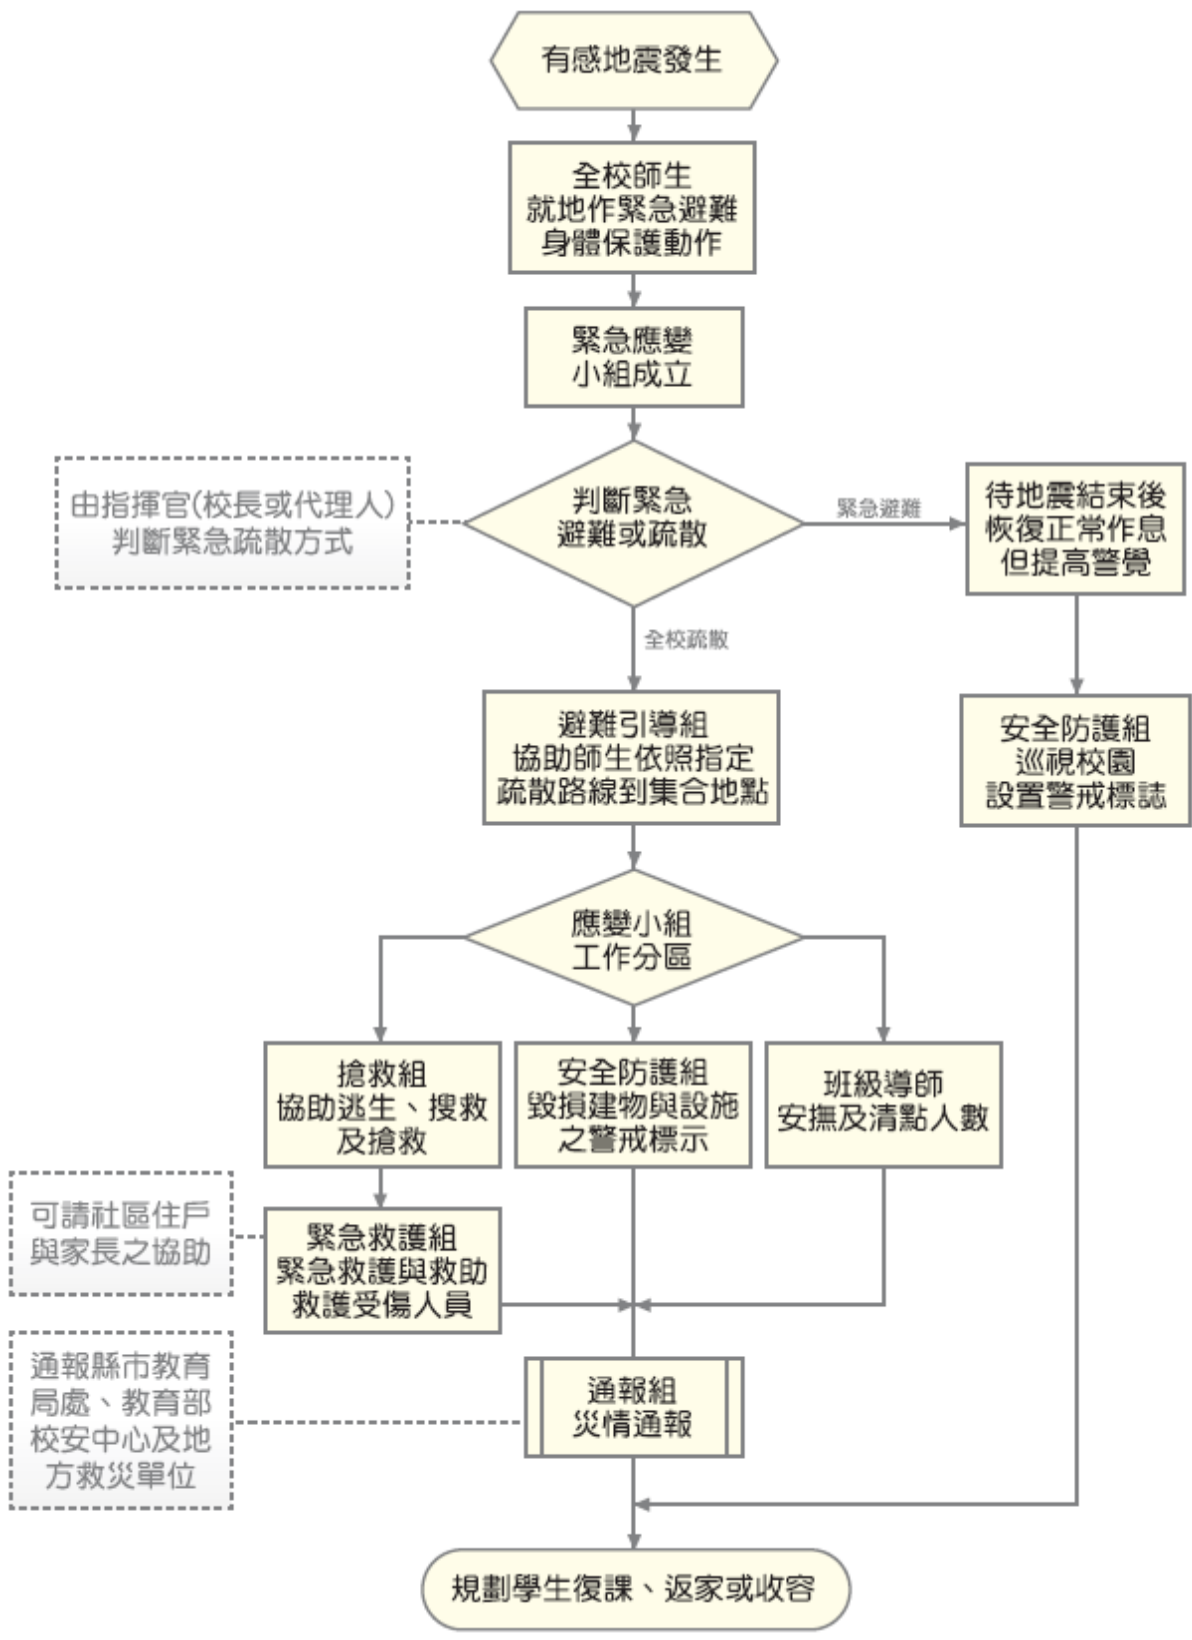 有感地震發生
全校師生
就地作緊急避難
身體保護動作
緊急應變
小組成立
由指揮官(校長或代理人)
判斷緊急疏散方式
判斷緊急
避難或疏散
緊急避難
待地震結束後
恢復正常作息
但提高警覺
全校疏散
避難引導組
協助師生依照指定
疏散路線到集合地點
安全防護組
巡視校園
設置警戒標誌
應變小組
工作分區
搶救組
協助逃生、搜救
及搶救
安全防護組
毀損建物與設施
之警戒標示
班級導師
安撫及清點人數
可請社區住戶
與家長之協助
緊急救護組
緊急救護與救助
救護受傷人員
通報縣市教育
局處、教育部
校安中心及地
方救災單位
通報組
災情通報
規劃學生復課、返家或收容